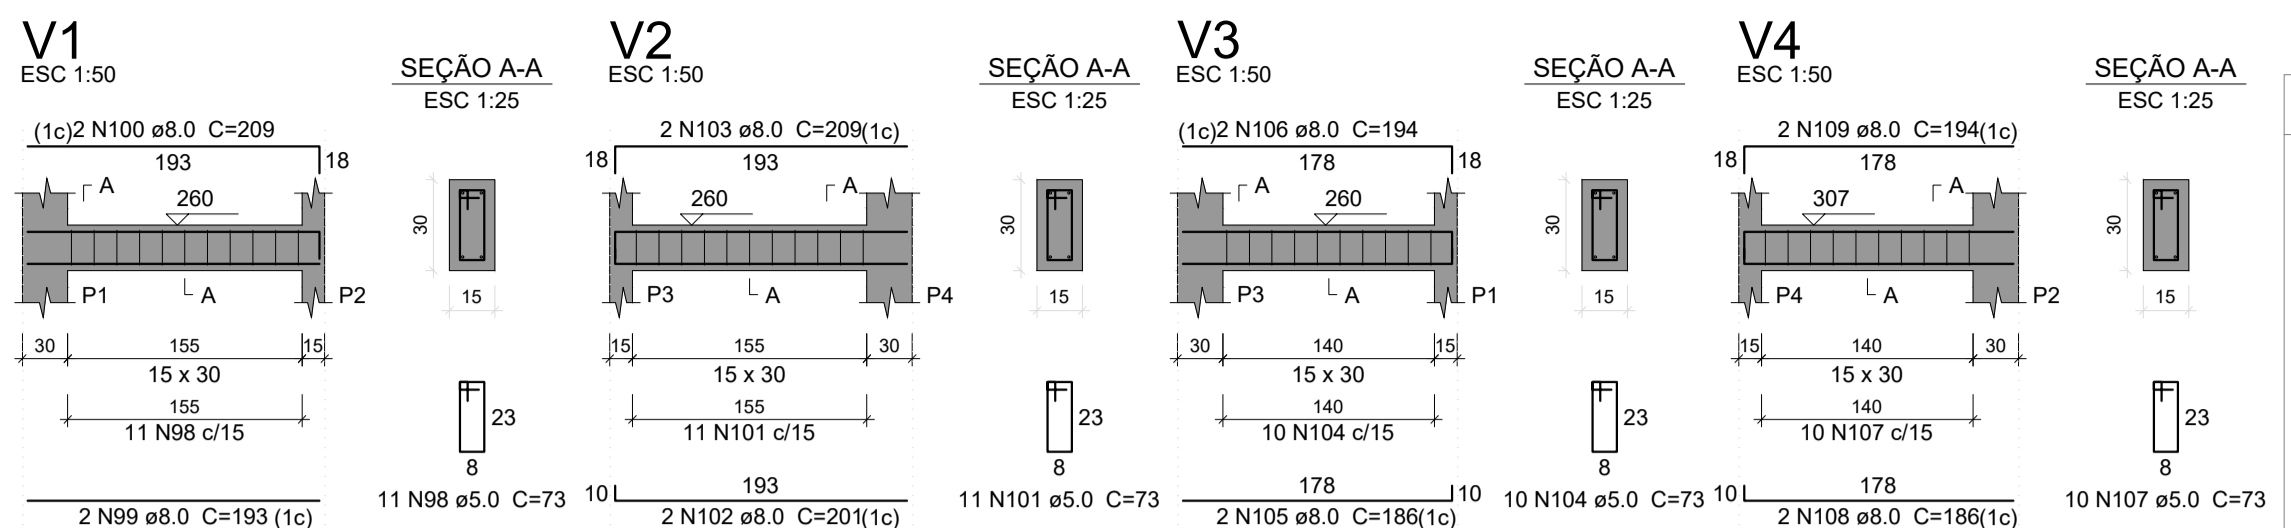 V1
ESC 1:50
SEÇÃO A-A
ESC 1:25
(1c)2 N100 ø8.0 C=209
193
18
A
260
30
P1
A
P2
15
30
155
15
15 x 30
155
11 N98 c/15
23
8
11 N98 ø5.0 C=73
2 N99 ø8.0 C=193 (1c)
V2
ESC 1:50
SEÇÃO A-A
ESC 1:25
2 N103 ø8.0 C=209(1c)
18
193
260
A
30
P3
A
P4
15
15
155
30
15 x 30
155
11 N101 c/15
23
8
11 N101 ø5.0 C=73
10
193
2 N102 ø8.0 C=201(1c)
V3
ESC 1:50
SEÇÃO A-A
ESC 1:25
(1c)2 N106 ø8.0 C=194
178
18
A
260
30
P3
A
P1
15
30
140
15
15 x 30
140
10 N104 c/15
23
8
10 N104 ø5.0 C=73
178
10
2 N105 ø8.0 C=186(1c)
V4
ESC 1:50
SEÇÃO A-A
ESC 1:25
2 N109 ø8.0 C=194(1c)
18
178
307
A
30
P4
A
P2
15
15
140
30
15 x 30
140
10 N107 c/15
23
8
10 N107 ø5.0 C=73
10
178
2 N108 ø8.0 C=186(1c)